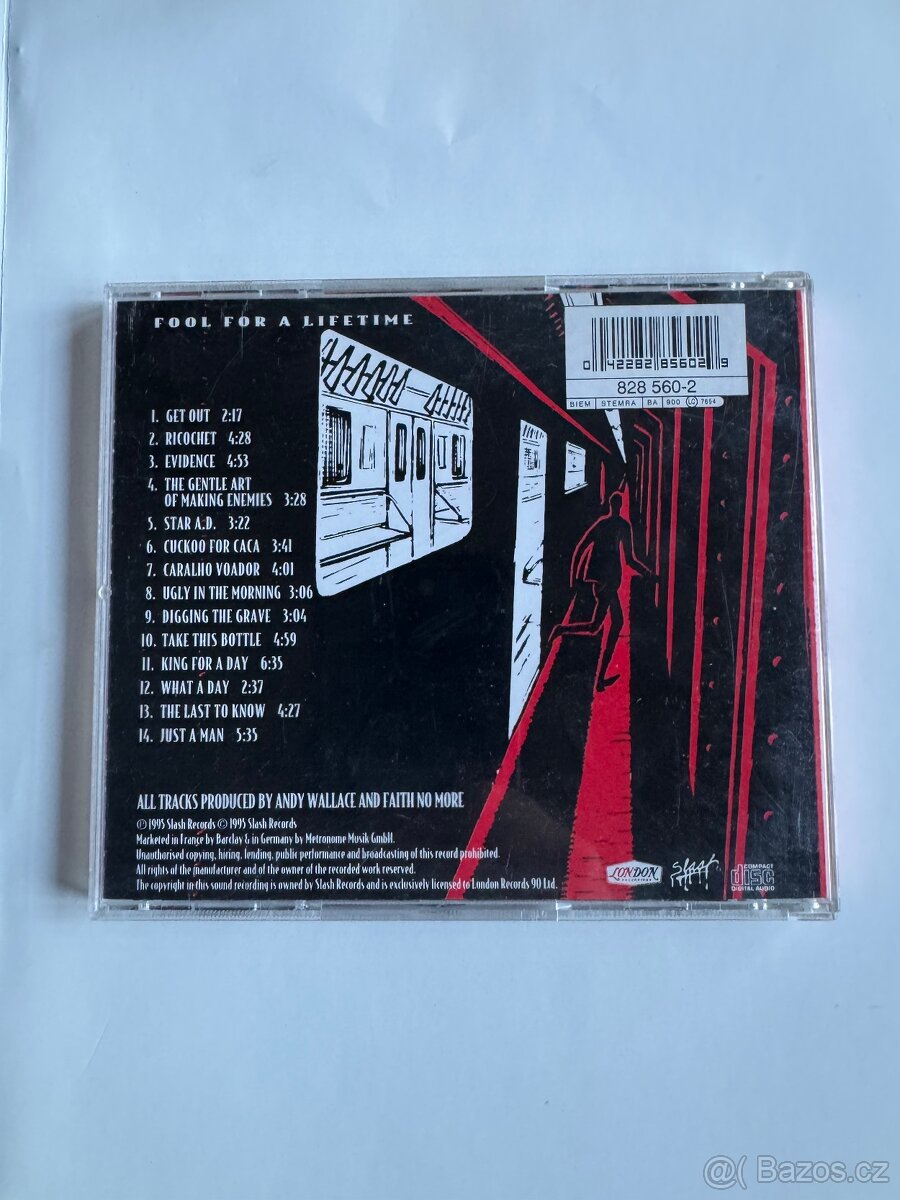 FOOL FOR A LIFETIME
0 42282 85602 9
828 560-2
BIEM STEMRA BA 900 LC 7654
1. GET OUT 2:17
2. RICOCHET 4:28
3. EVIDENCE 4:53
4. THE GENTLE ART
OF MAKING ENEMIES 3:28
5. STAR A.D. 3:22
6. CUCKOO FOR CACA 3:41
7. CARALHO VOADOR 4:01
8. UGLY IN THE MORNING 3:06
9. DIGGING THE GRAVE 3:04
10. TAKE THIS BOTTLE 4:59
11. KING FOR A DAY 6:35
12. WHAT A DAY 2:37
13. THE LAST TO KNOW 4:27
14. JUST A MAN 5:35
ALL TRACKS PRODUCED BY ANDY WALLACE AND FAITH NO MORE
℗ 1995 Slash Records © 1995 Slash Records
Marketed in France by Barclay & in Germany by Metronome Musik GmbH.
Unauthorised copying, hiring, lending, public performance and broadcasting of this record prohibited.
All rights of the manufacturer and of the owner of the recorded work reserved.
The copyright in this sound recording is owned by Slash Records and is exclusively licensed to London Records 90 Ltd.
LONDON
RECORDINGS
Slash
COMPACT
disc
DIGITAL AUDIO
@( Bazos.cz